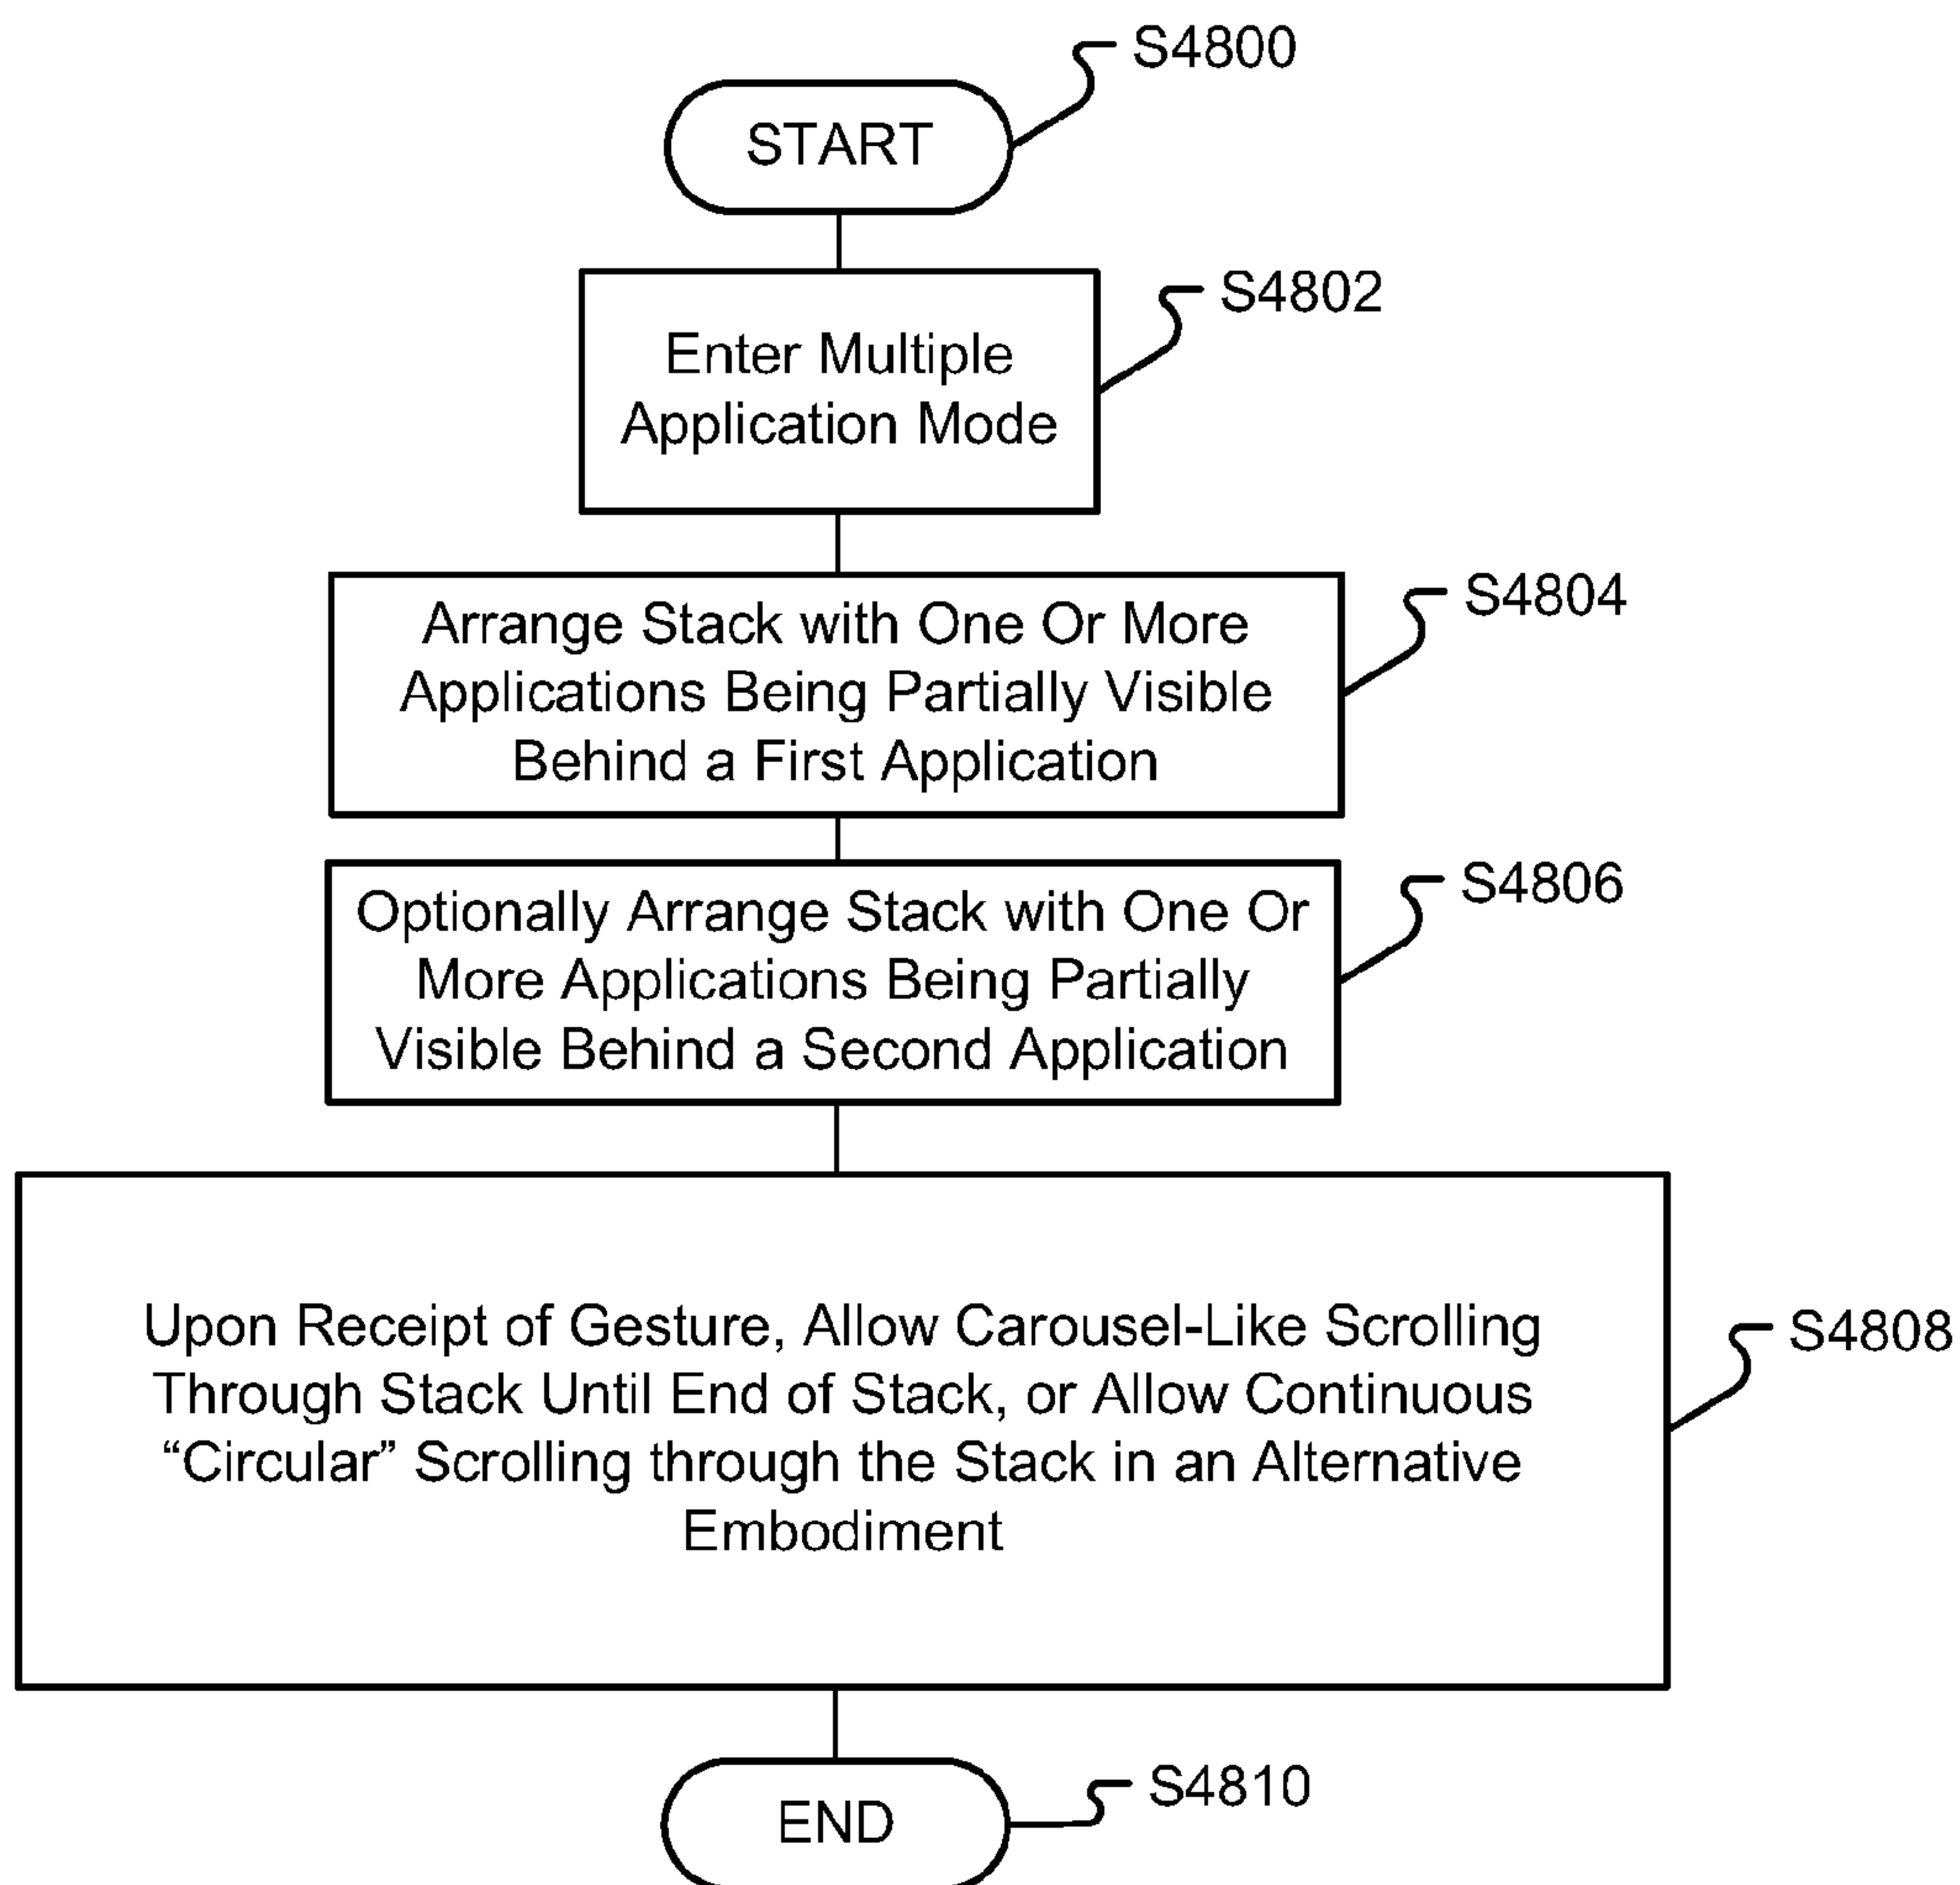 S4800
START
S4802
Enter Multiple
Application Mode
S4804
Arrange Stack with One Or More
Applications Being Partially Visible
Behind a First Application
S4806
Optionally Arrange Stack with One Or
More Applications Being Partially
Visible Behind a Second Application
S4808
Upon Receipt of Gesture, Allow Carousel-Like Scrolling
Through Stack Until End of Stack, or Allow Continuous
“Circular” Scrolling through the Stack in an Alternative
Embodiment
S4810
END